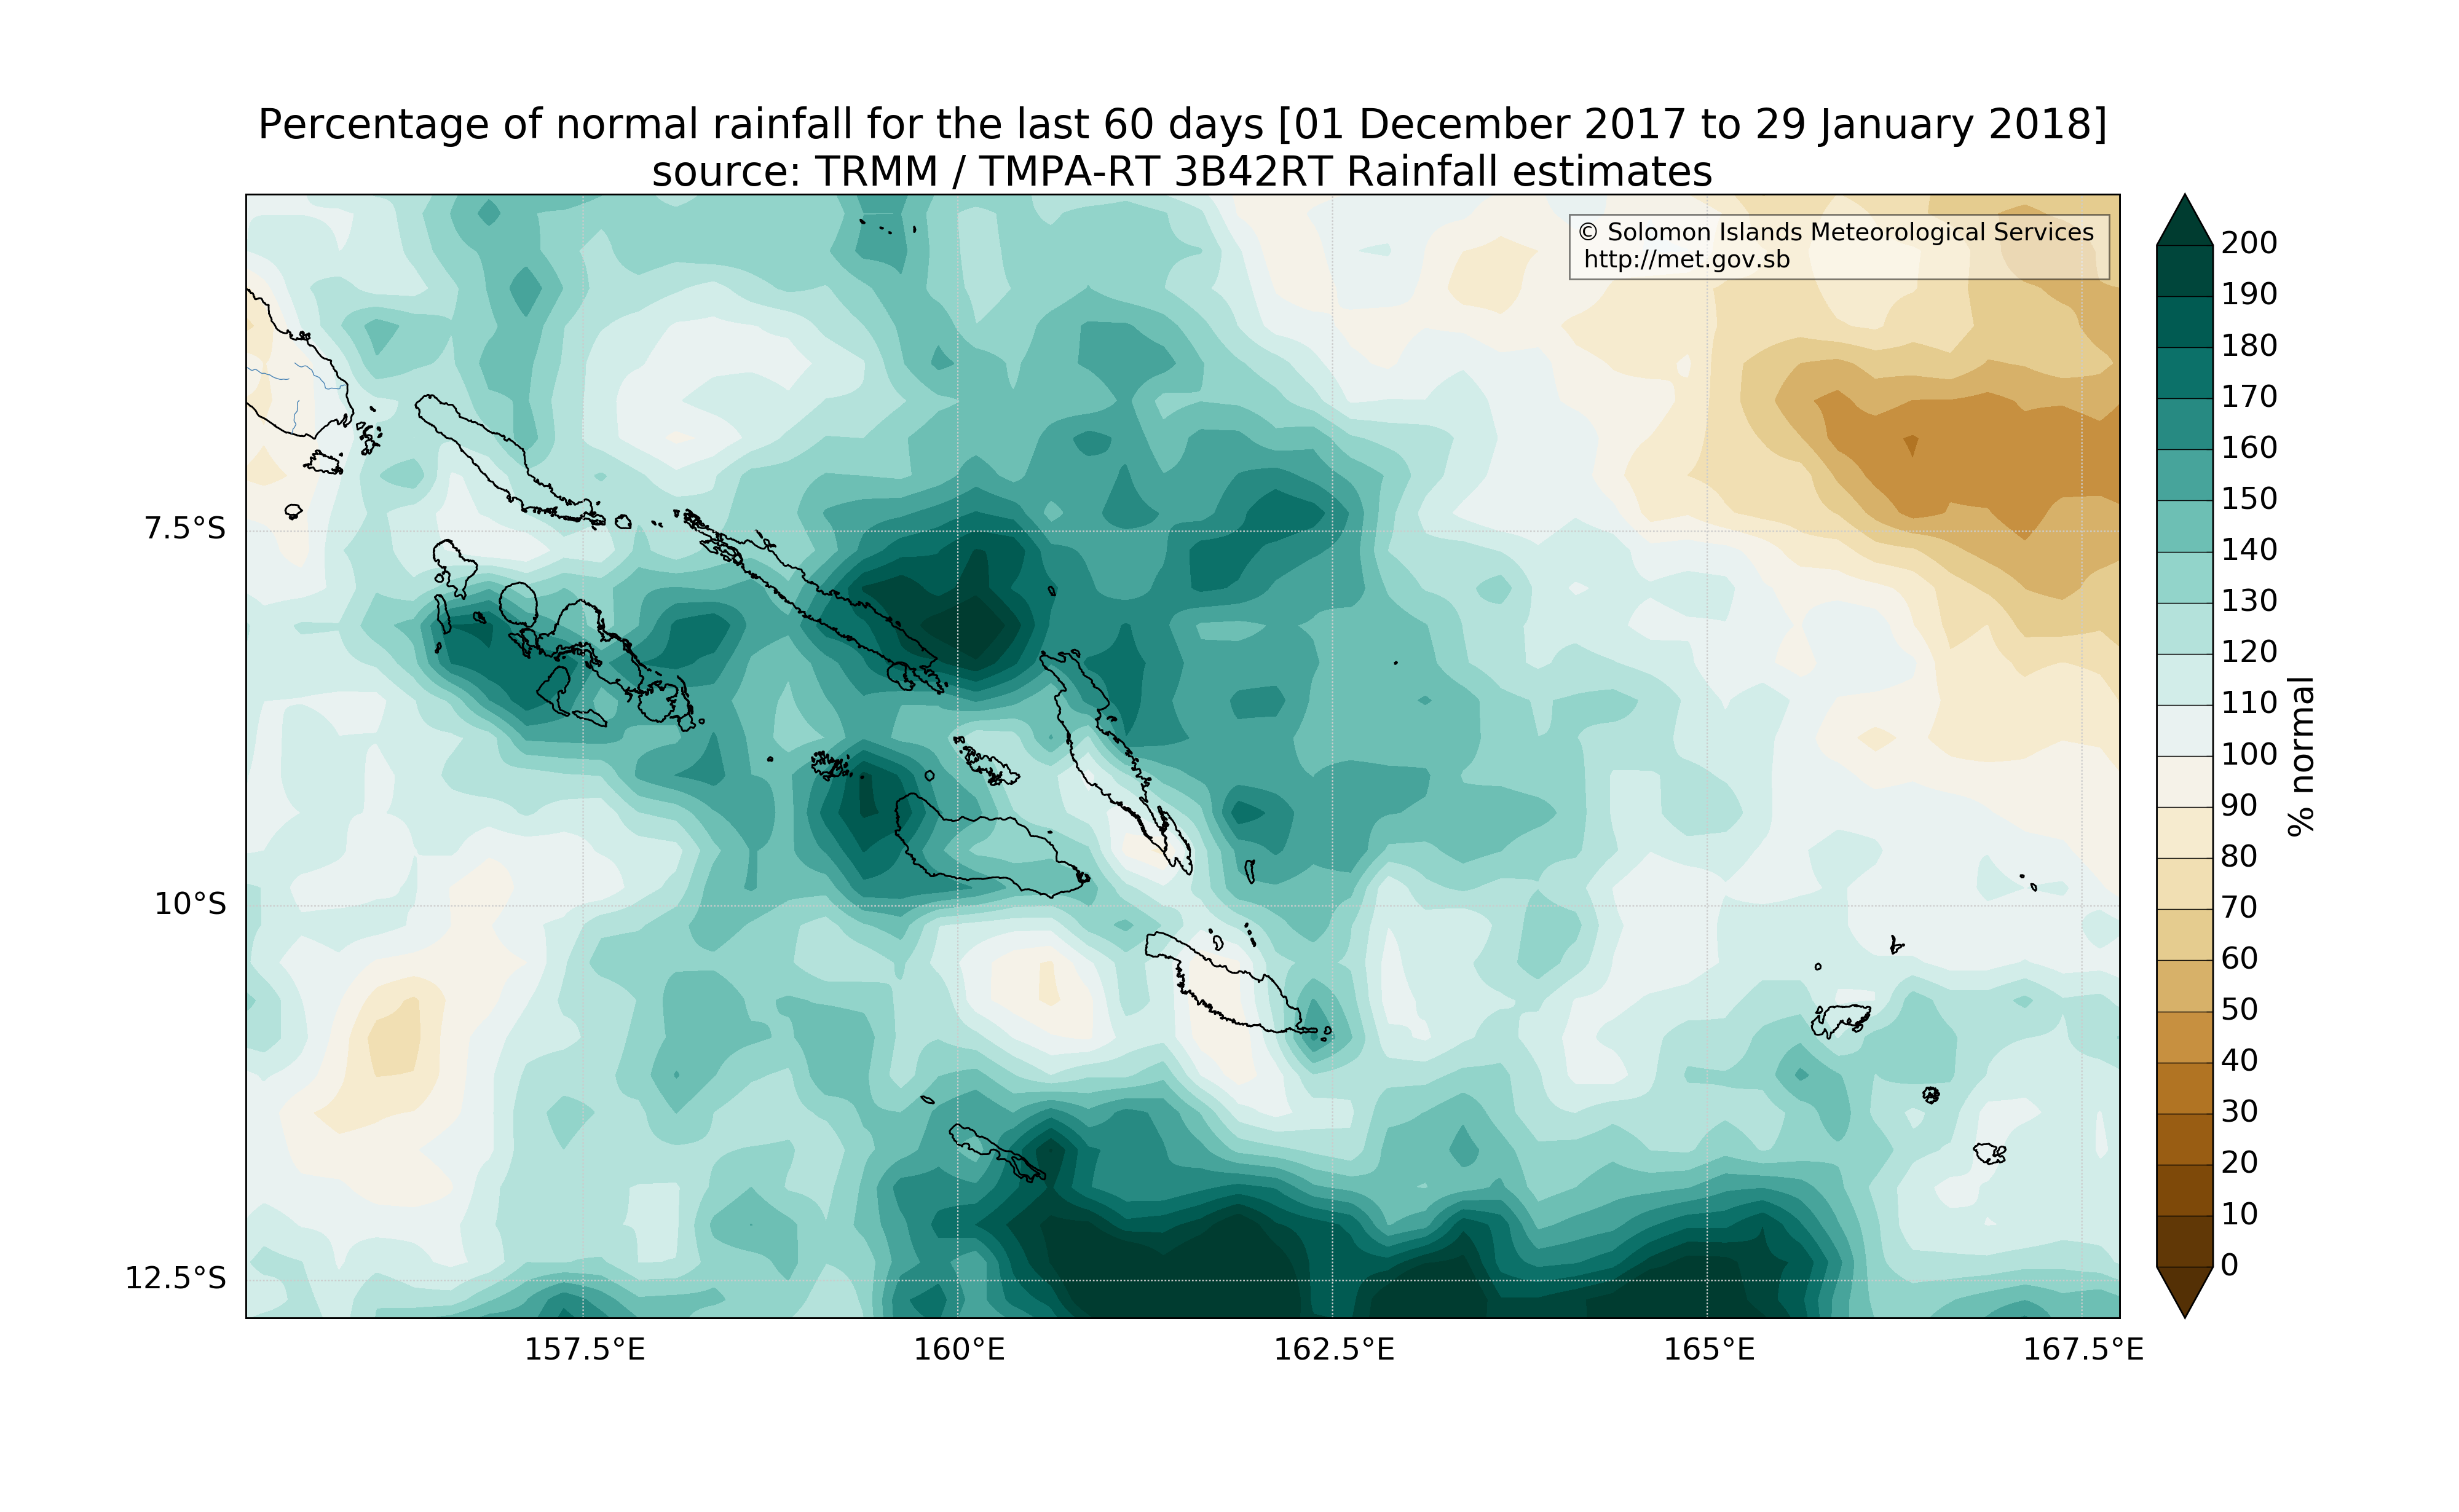 Percentage of normal rainfall for the last 60 days [01 December 2017 to 29 January 2018]
source: TRMM / TMPA-RT 3B42RT Rainfall estimates
© Solomon Islands Meteorological Services
http://met.gov.sb
7.5°S
10°S
12.5°S
157.5°E
160°E
162.5°E
165°E
167.5°E
200
190
180
170
160
150
140
130
120
110
100
90
80
70
60
50
40
30
20
10
0
% normal